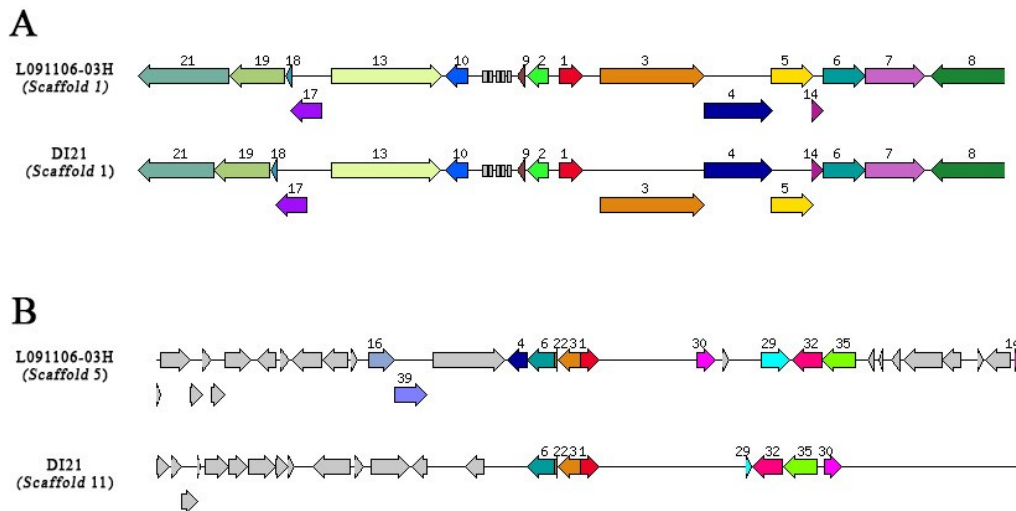 A
L091106-03H
(Scaffold 1)
21 19 18 13 10 9 2 1 3 5 6 7 8
17 4 14
DI21
(Scaffold 1)
21 19 18 13 10 9 2 1 4 14 6 7 8
17 3 5
B
L091106-03H
(Scaffold 5)
16 4 6 22 23 1 30 29 32 35 14
39
DI21
(Scaffold 11)
6 22 23 1 29 32 35 30